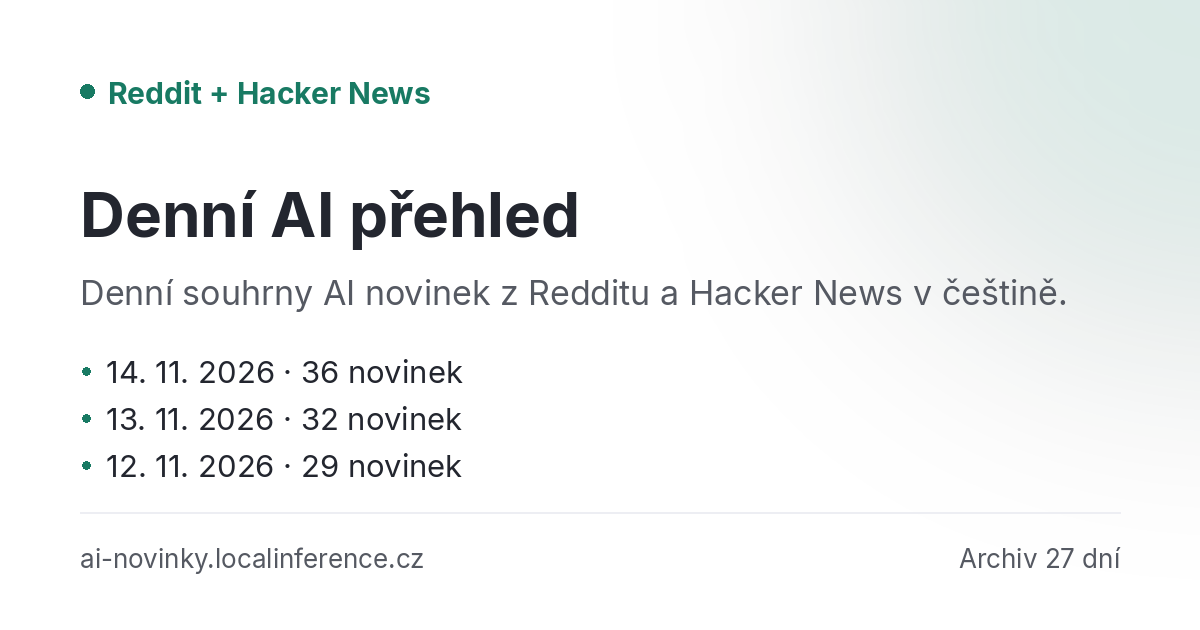 Reddit + Hacker News
Denní AI přehled
Denní souhrny AI novinek z Redditu a Hacker News v češtině.
• 14. 11. 2026 · 36 novinek
• 13. 11. 2026 · 32 novinek
• 12. 11. 2026 · 29 novinek
ai-novinky.localinference.cz
Archiv 27 dní